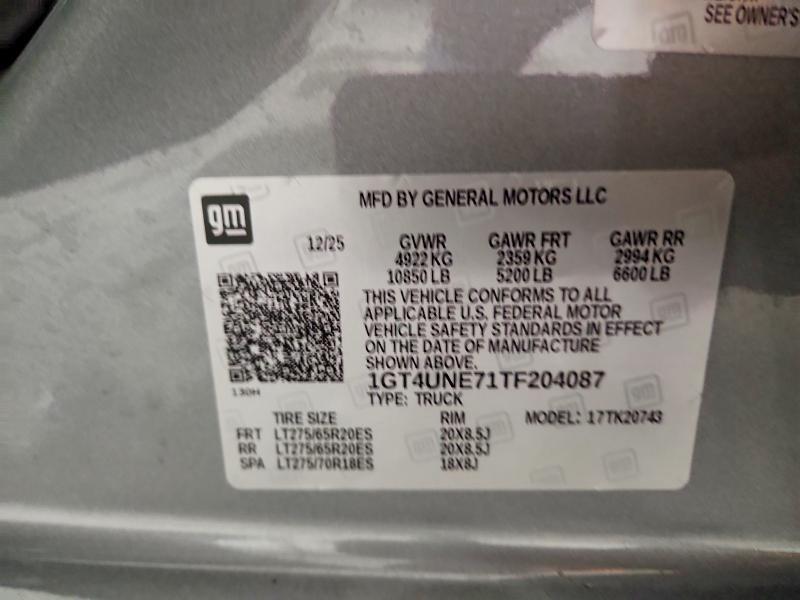 SEE OWNER'S
gm
MFD BY GENERAL MOTORS LLC
12/25 GVWR GAWR FRT GAWR RR
4922 KG 2359 KG 2994 KG
10850 LB 5200 LB 6600 LB
THIS VEHICLE CONFORMS TO ALL
APPLICABLE U.S. FEDERAL MOTOR
VEHICLE SAFETY STANDARDS IN EFFECT
ON THE DATE OF MANUFACTURE
SHOWN ABOVE.
1GT4UNE71TF204087
130H
TYPE: TRUCK
TIRE SIZE RIM MODEL: 17TK20743
FRT LT275/65R20ES 20X8.5J
RR LT275/65R20ES 20X8.5J
SPA LT275/70R18ES 18X8J